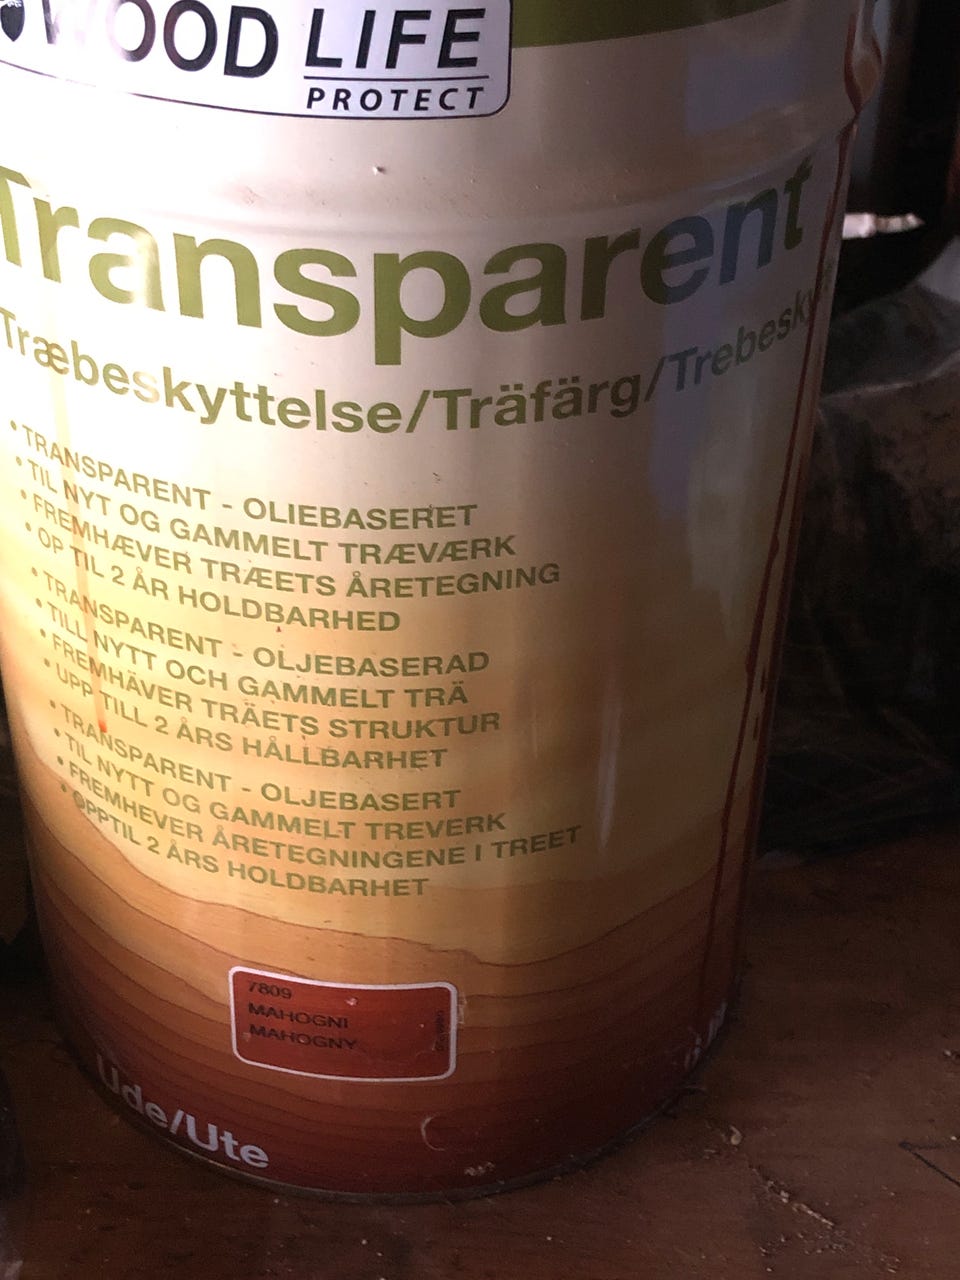 WOOD LIFE
PROTECT
Transparent
Træbeskyttelse/Träfärg/Trebesky
• TRANSPARENT - OLIEBASERET
• TIL NYT OG GAMMELT TRÆVÆRK
• FREMHÆVER TRÆETS ÅRETEGNING
• OP TIL 2 ÅR HOLDBARHED
• TRANSPARENT - OLJEBASERAD
• TILL NYTT OCH GAMMELT TRÄ
• FREMHÄVER TRÄETS STRUKTUR
• UPP TILL 2 ÅRS HÅLLBARHET
• TRANSPARENT - OLJEBASERT
• TIL NYTT OG GAMMELT TREVERK
• FREMHEVER ÅRETEGNINGENE I TREET
• OPPTIL 2 ÅRS HOLDBARHET
7809
MAHOGNI
MAHOGNY
Ude/Ute